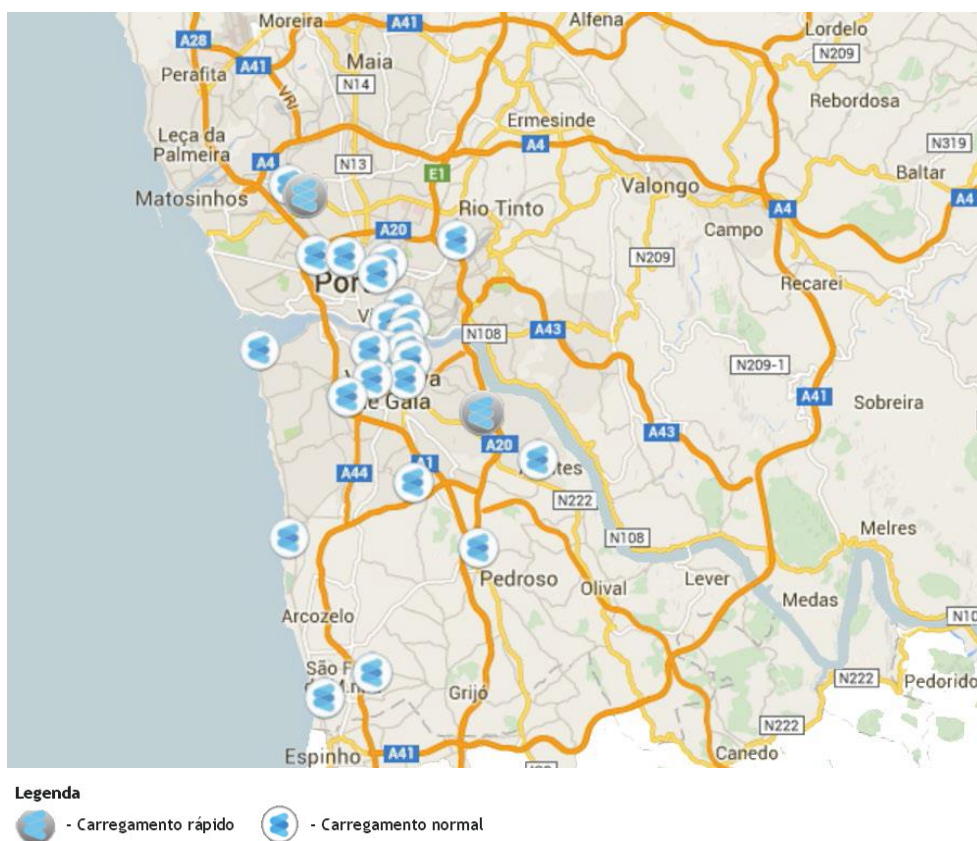 Moreira
A41
Alfena
Lordelo
A28
N209
Perafita
A41
Maia
N14
VRI
Rebordosa
Ermesinde
Leça da
Palmeira
A4
N319
A4
N13
E1
Baltar
Valongo
Matosinhos
A4
A4
Rio Tinto
Campo
A20
N209
Recarei
N108
A43
N209-1
A41
Sobreira
de Gaia
A43
A20
A1
A44
N222
Melres
N108
Pedroso
Olival
Lever
Medas
Arcozelo
N222
Pedorido
Grijó
N222
Espinho
A41
Canedo
Legenda
- Carregamento rápido
- Carregamento normal